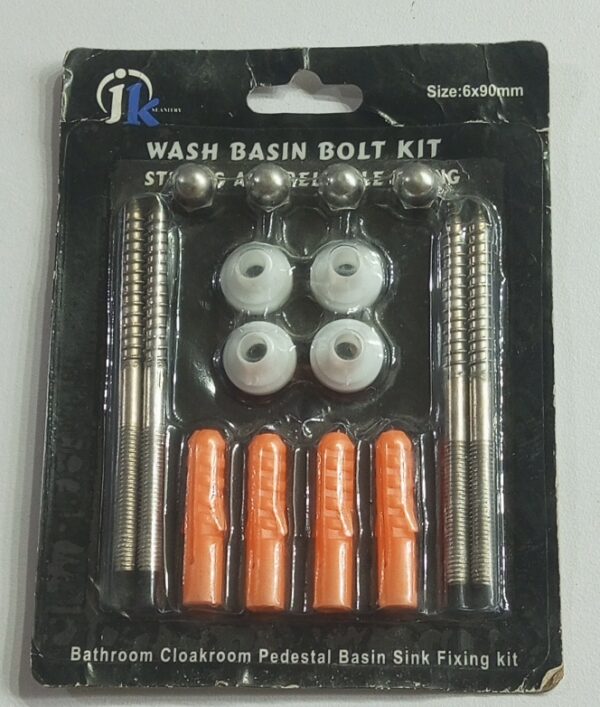 jk
Size:6x90mm
WASH BASIN BOLT KIT
Bathroom Cloakroom Pedestal Basin Sink Fixing kit